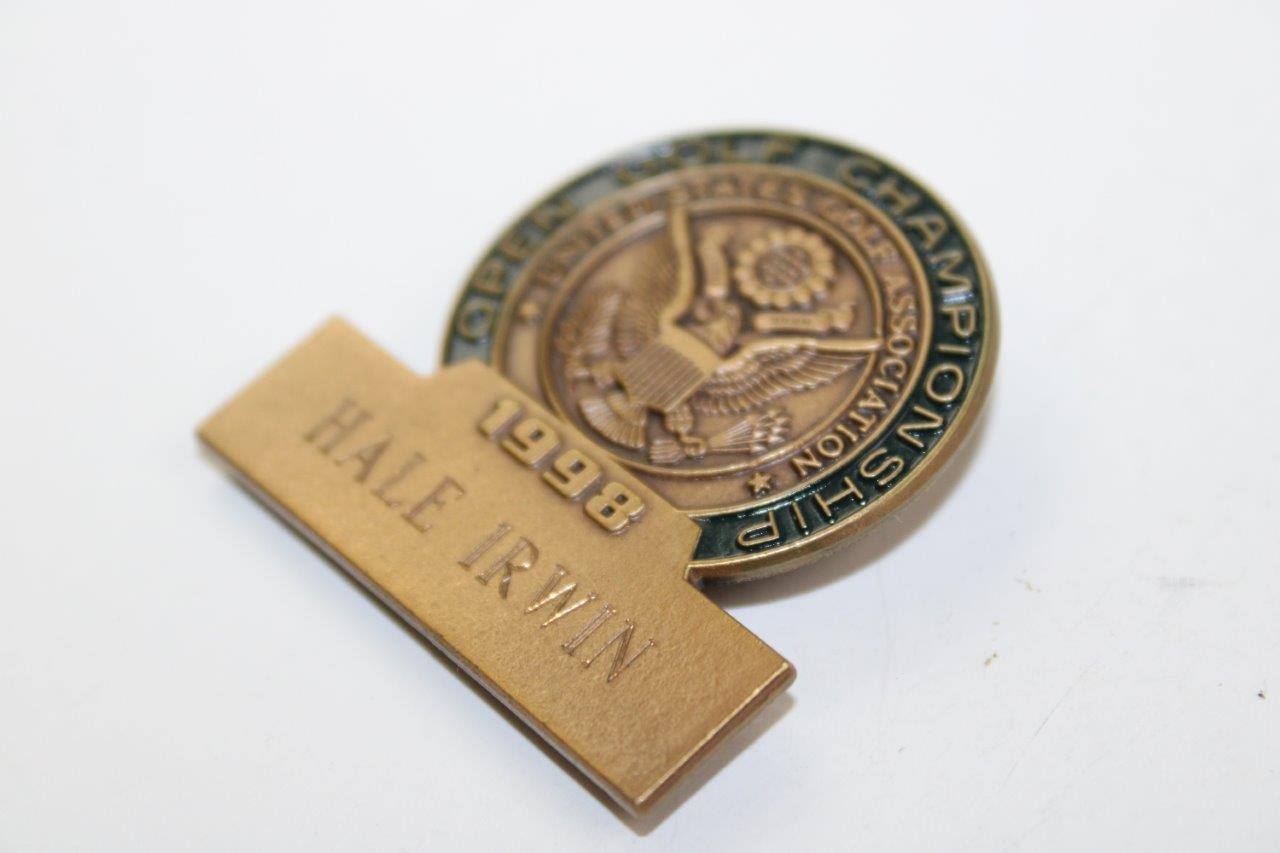 OPEN GOLF CHAMPIONSHIP
UNITED STATES GOLF ASSOCIATION
1998
HALE IRWIN